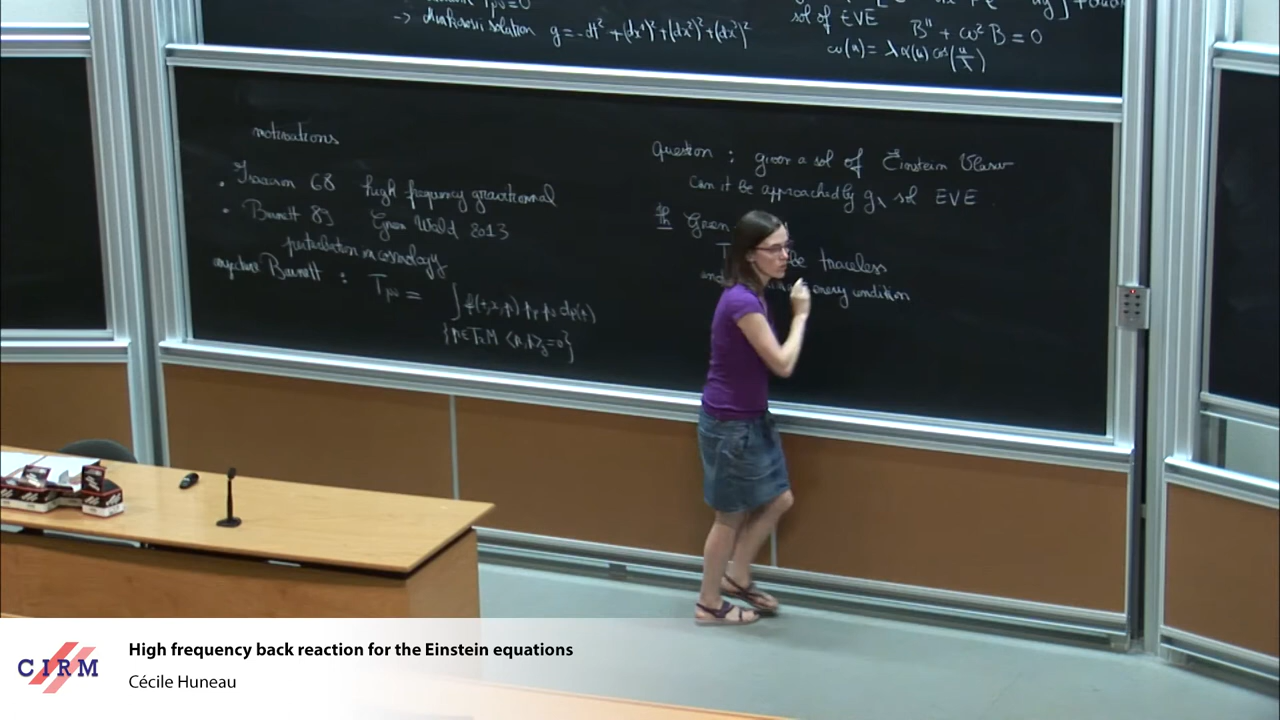 → Minkowski solution g = -dt² + (dx¹)² + (dx²)² + (dx³)²
sol of EVE B'' + ω² B = 0
ω(u) = λ α(u) cos(u/λ)
motivations
• Isaacson 68 high frequency gravitational
• Burnett 89 Green Wald 2013
perturbation in cosmology
conjecture Burnett : Tμν = ∫ f(t,x,p) pμ pν dμ(p)
{p∈TxM <p,p>g=0}
Question : given a sol of Einstein Vlasov
Can it be approached by gλ sol EVE
Th Green
be traceless
energy condition
CIRM
High frequency back reaction for the Einstein equations
Cécile Huneau